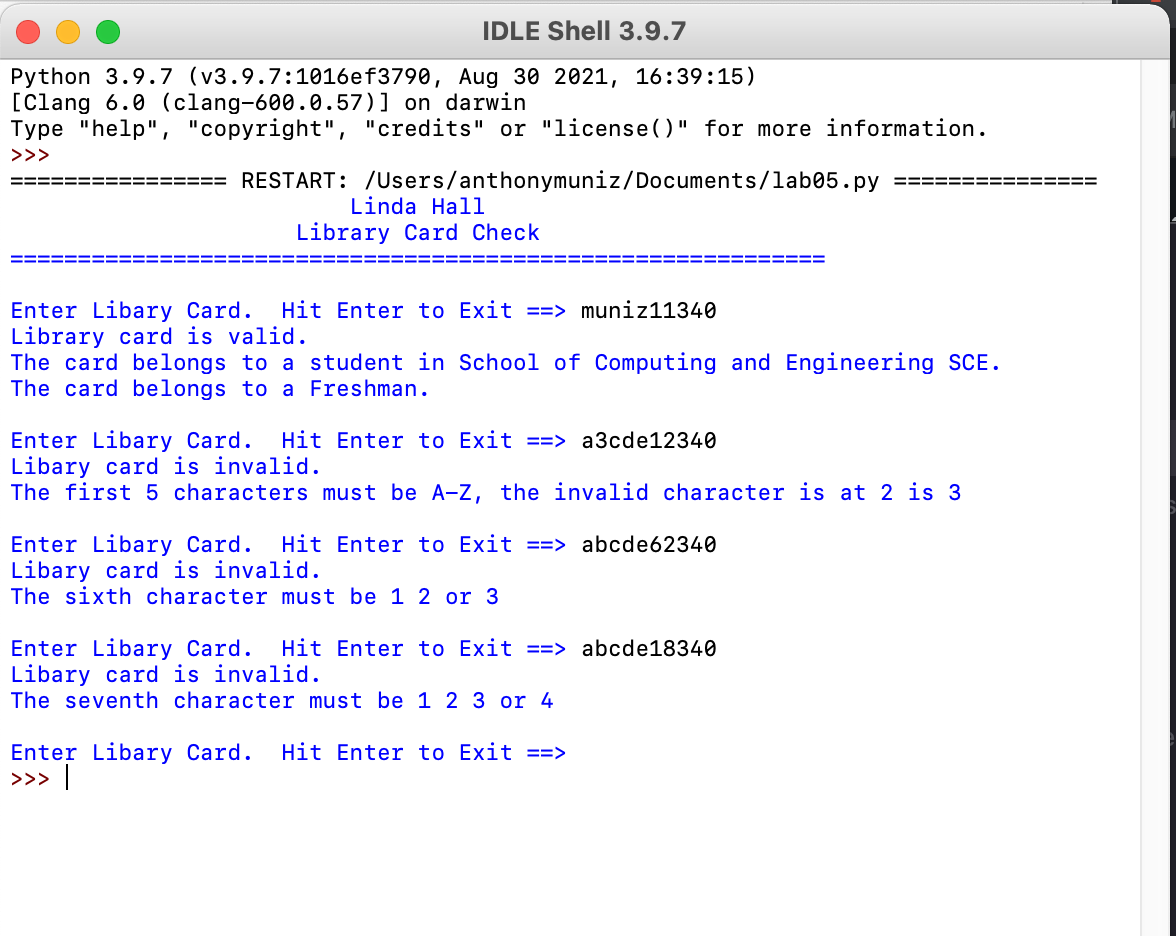 IDLE Shell 3.9.7
Python 3.9.7 (v3.9.7:1016ef3790, Aug 30 2021, 16:39:15)
[Clang 6.0 (clang-600.0.57)] on darwin
Type "help", "copyright", "credits" or "license()" for more information.
>>>
================ RESTART: /Users/anthonymuniz/Documents/lab05.py ===============
                         Linda Hall
                     Library Card Check
============================================================

Enter Libary Card.  Hit Enter to Exit ==> muniz11340
Library card is valid.
The card belongs to a student in School of Computing and Engineering SCE.
The card belongs to a Freshman.

Enter Libary Card.  Hit Enter to Exit ==> a3cde12340
Libary card is invalid.
The first 5 characters must be A-Z, the invalid character is at 2 is 3

Enter Libary Card.  Hit Enter to Exit ==> abcde62340
Libary card is invalid.
The sixth character must be 1 2 or 3

Enter Libary Card.  Hit Enter to Exit ==> abcde18340
Libary card is invalid.
The seventh character must be 1 2 3 or 4

Enter Libary Card.  Hit Enter to Exit ==>
>>>